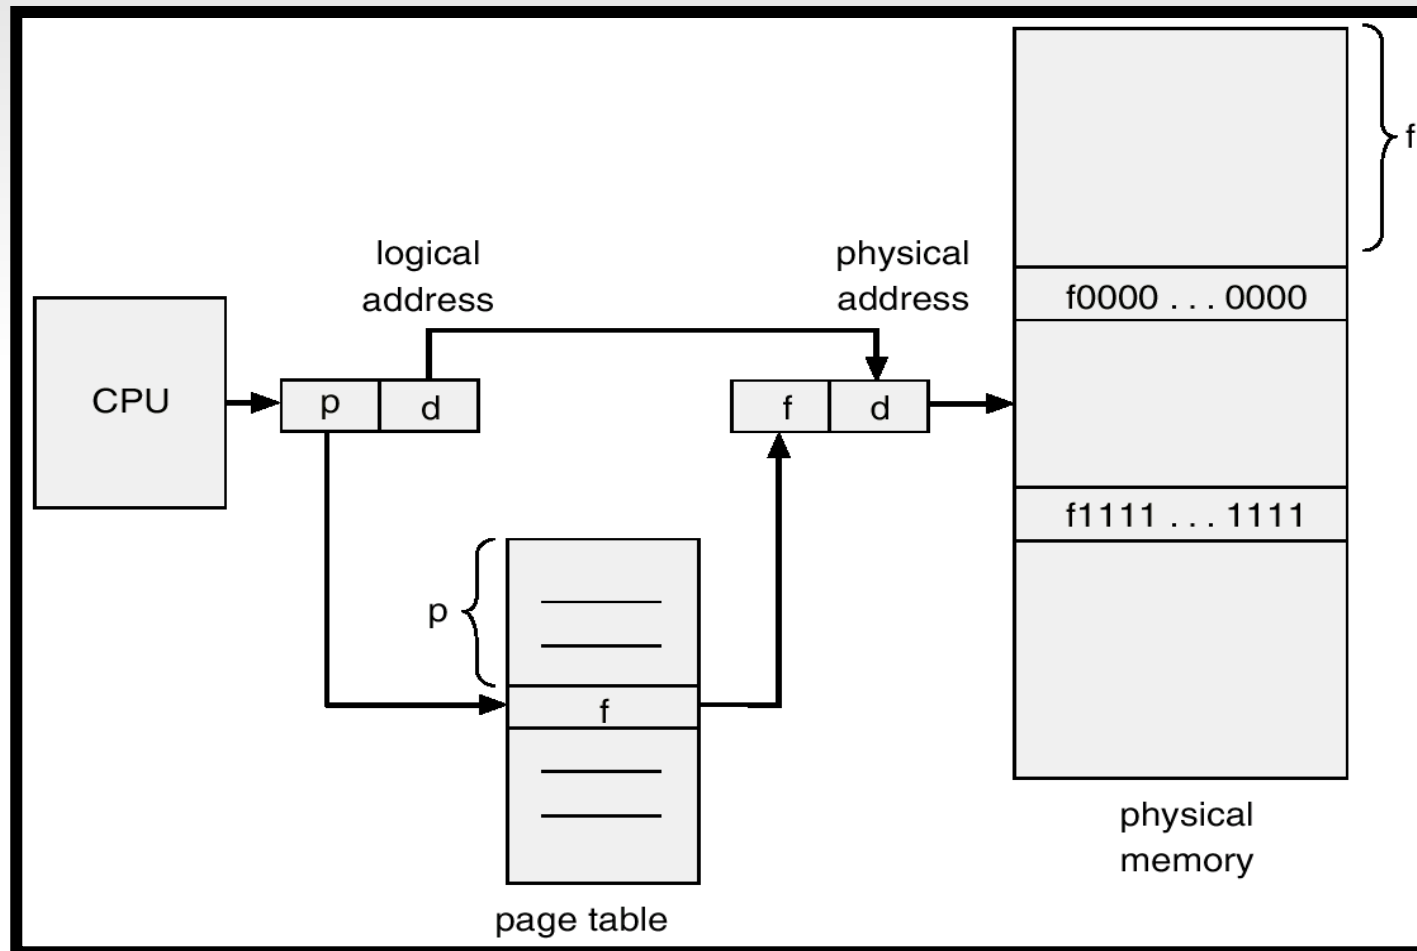 f
logical
address
physical
address
f0000 . . . 0000
CPU
p
d
f
d
f1111 . . . 1111
p
f
physical
memory
page table